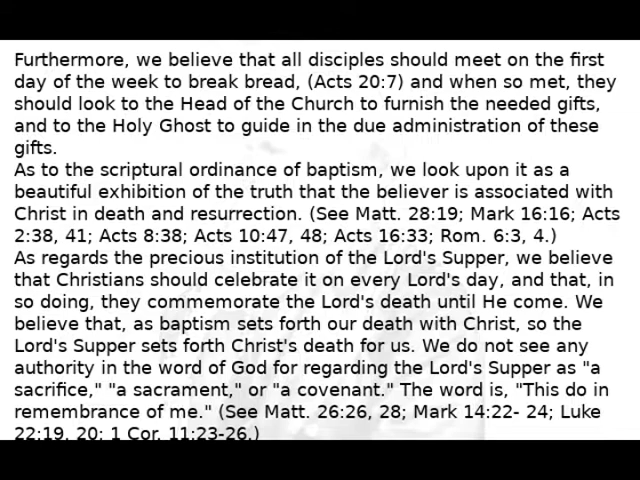 Furthermore, we believe that all disciples should meet on the first
day of the week to break bread, (Acts 20:7) and when so met, they
should look to the Head of the Church to furnish the needed gifts,
and to the Holy Ghost to guide in the due administration of these
gifts.
As to the scriptural ordinance of baptism, we look upon it as a
beautiful exhibition of the truth that the believer is associated with
Christ in death and resurrection. (See Matt. 28:19; Mark 16:16; Acts
2:38, 41; Acts 8:38; Acts 10:47, 48; Acts 16:33; Rom. 6:3, 4.)
As regards the precious institution of the Lord's Supper, we believe
that Christians should celebrate it on every Lord's day, and that, in
so doing, they commemorate the Lord's death until He come. We
believe that, as baptism sets forth our death with Christ, so the
Lord's Supper sets forth Christ's death for us. We do not see any
authority in the word of God for regarding the Lord's Supper as "a
sacrifice," "a sacrament," or "a covenant." The word is, "This do in
remembrance of me." (See Matt. 26:26, 28; Mark 14:22- 24; Luke
22:19, 20; 1 Cor. 11:23-26.)